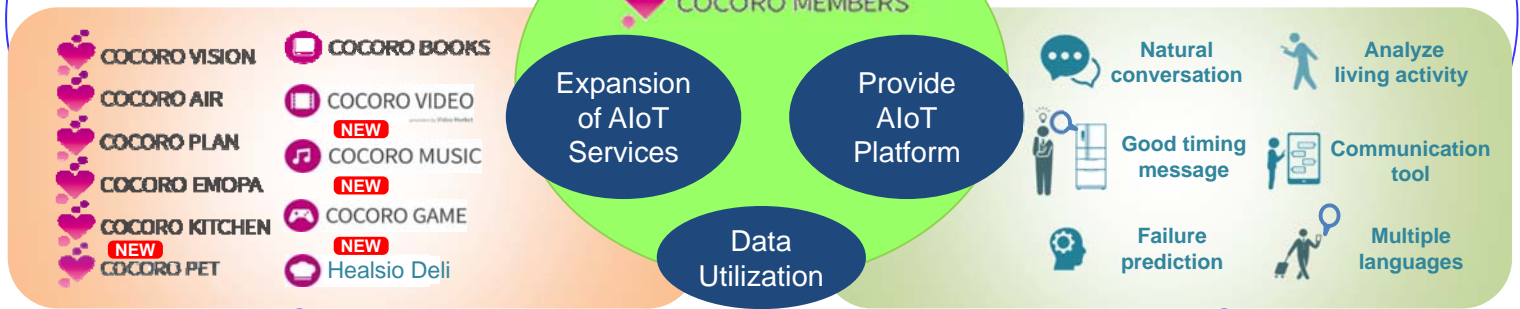 COCORO MEMBERS
COCORO VISION
COCORO AIR
COCORO PLAN
COCORO EMOPA
COCORO KITCHEN
NEW
COCORO PET
COCORO BOOKS
COCORO VIDEO
NEW
COCORO MUSIC
NEW
COCORO GAME
NEW
Healsio Deli
Expansion
of AIoT
Services
Provide
AIoT
Platform
Data
Utilization
Natural
conversation
Analyze
living activity
Good timing
message
Communication
tool
Failure
prediction
Multiple
languages